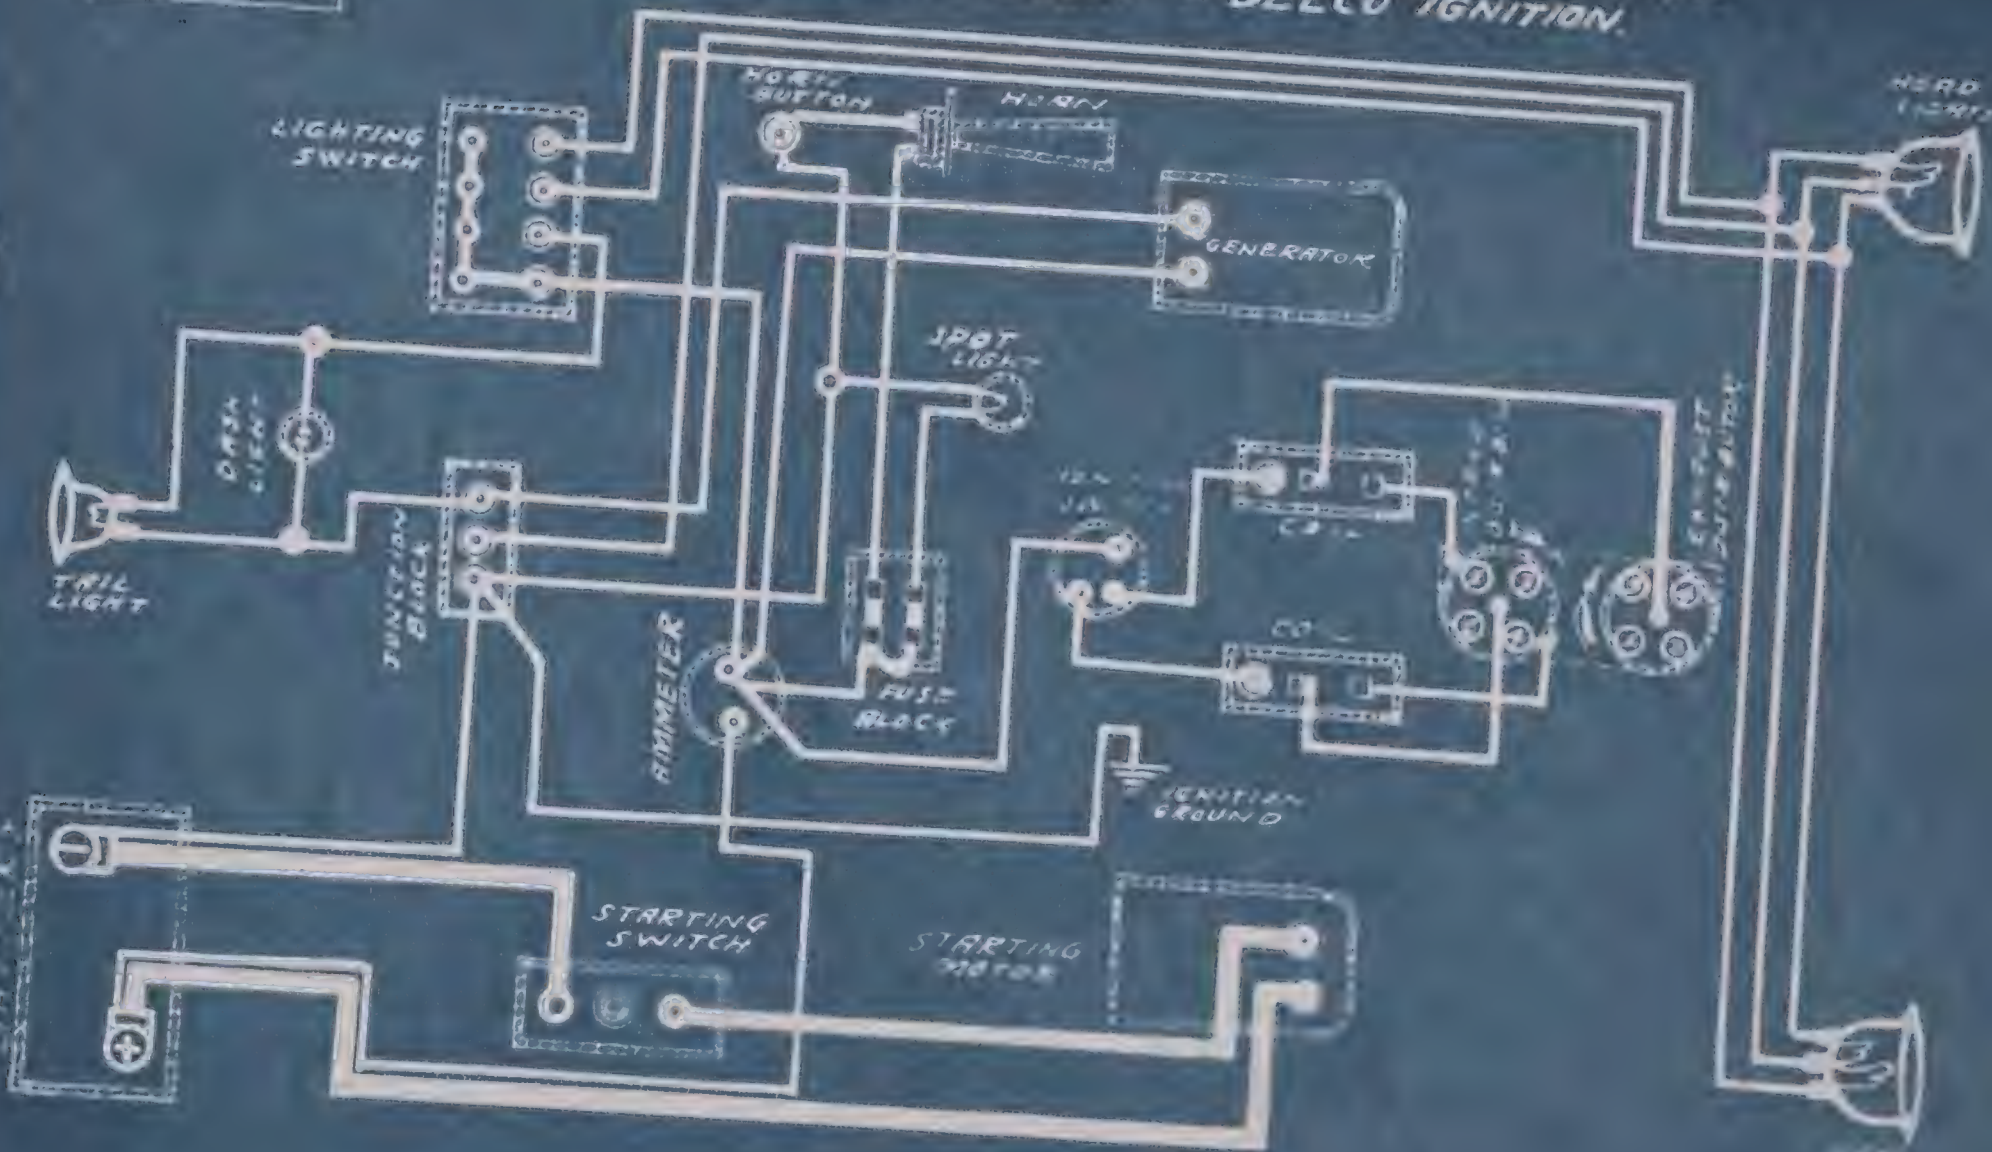 DELCO IGNITION.
HORN
BUTTON
HORN
HEAD
LIGHT
LIGHTING
SWITCH
GENERATOR
SPOT
LIGHT
DASH
LIGHT
COIL
TAIL
LIGHT
JUNCTION
BLOCK
COIL
AMMETER
FUSE
BLOCK
IGNITION
GROUND
STARTING
SWITCH
STARTING
MOTOR